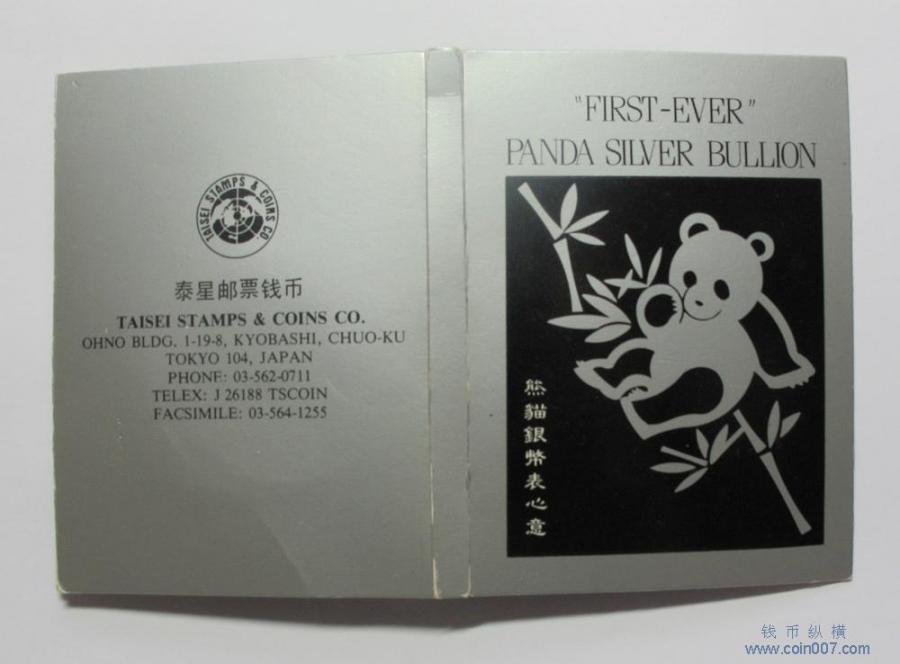 TAISEI STAMPS & COINS CO.
泰星邮票钱币
TAISEI STAMPS & COINS CO.
OHNO BLDG. 1-19-8, KYOBASHI, CHUO-KU
TOKYO 104, JAPAN
PHONE: 03-562-0711
TELEX: J 26188 TSCOIN
FACSIMILE: 03-564-1255
"FIRST-EVER"
PANDA SILVER BULLION
熊貓銀幣表心意
钱币纵横
www.coin007.com